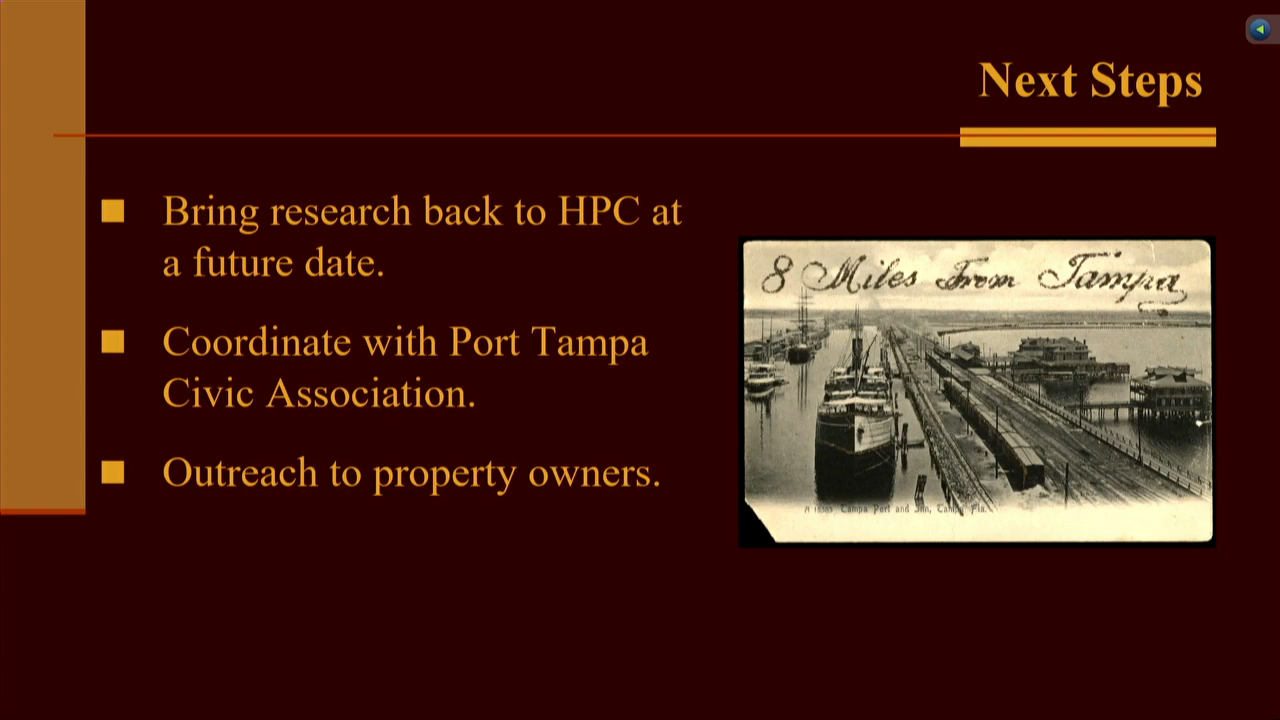 Next Steps
■ Bring research back to HPC at
a future date.
■ Coordinate with Port Tampa
Civic Association.
■ Outreach to property owners.
8 Miles From Tampa
Tampa Port and Inn, Tampa Fla.